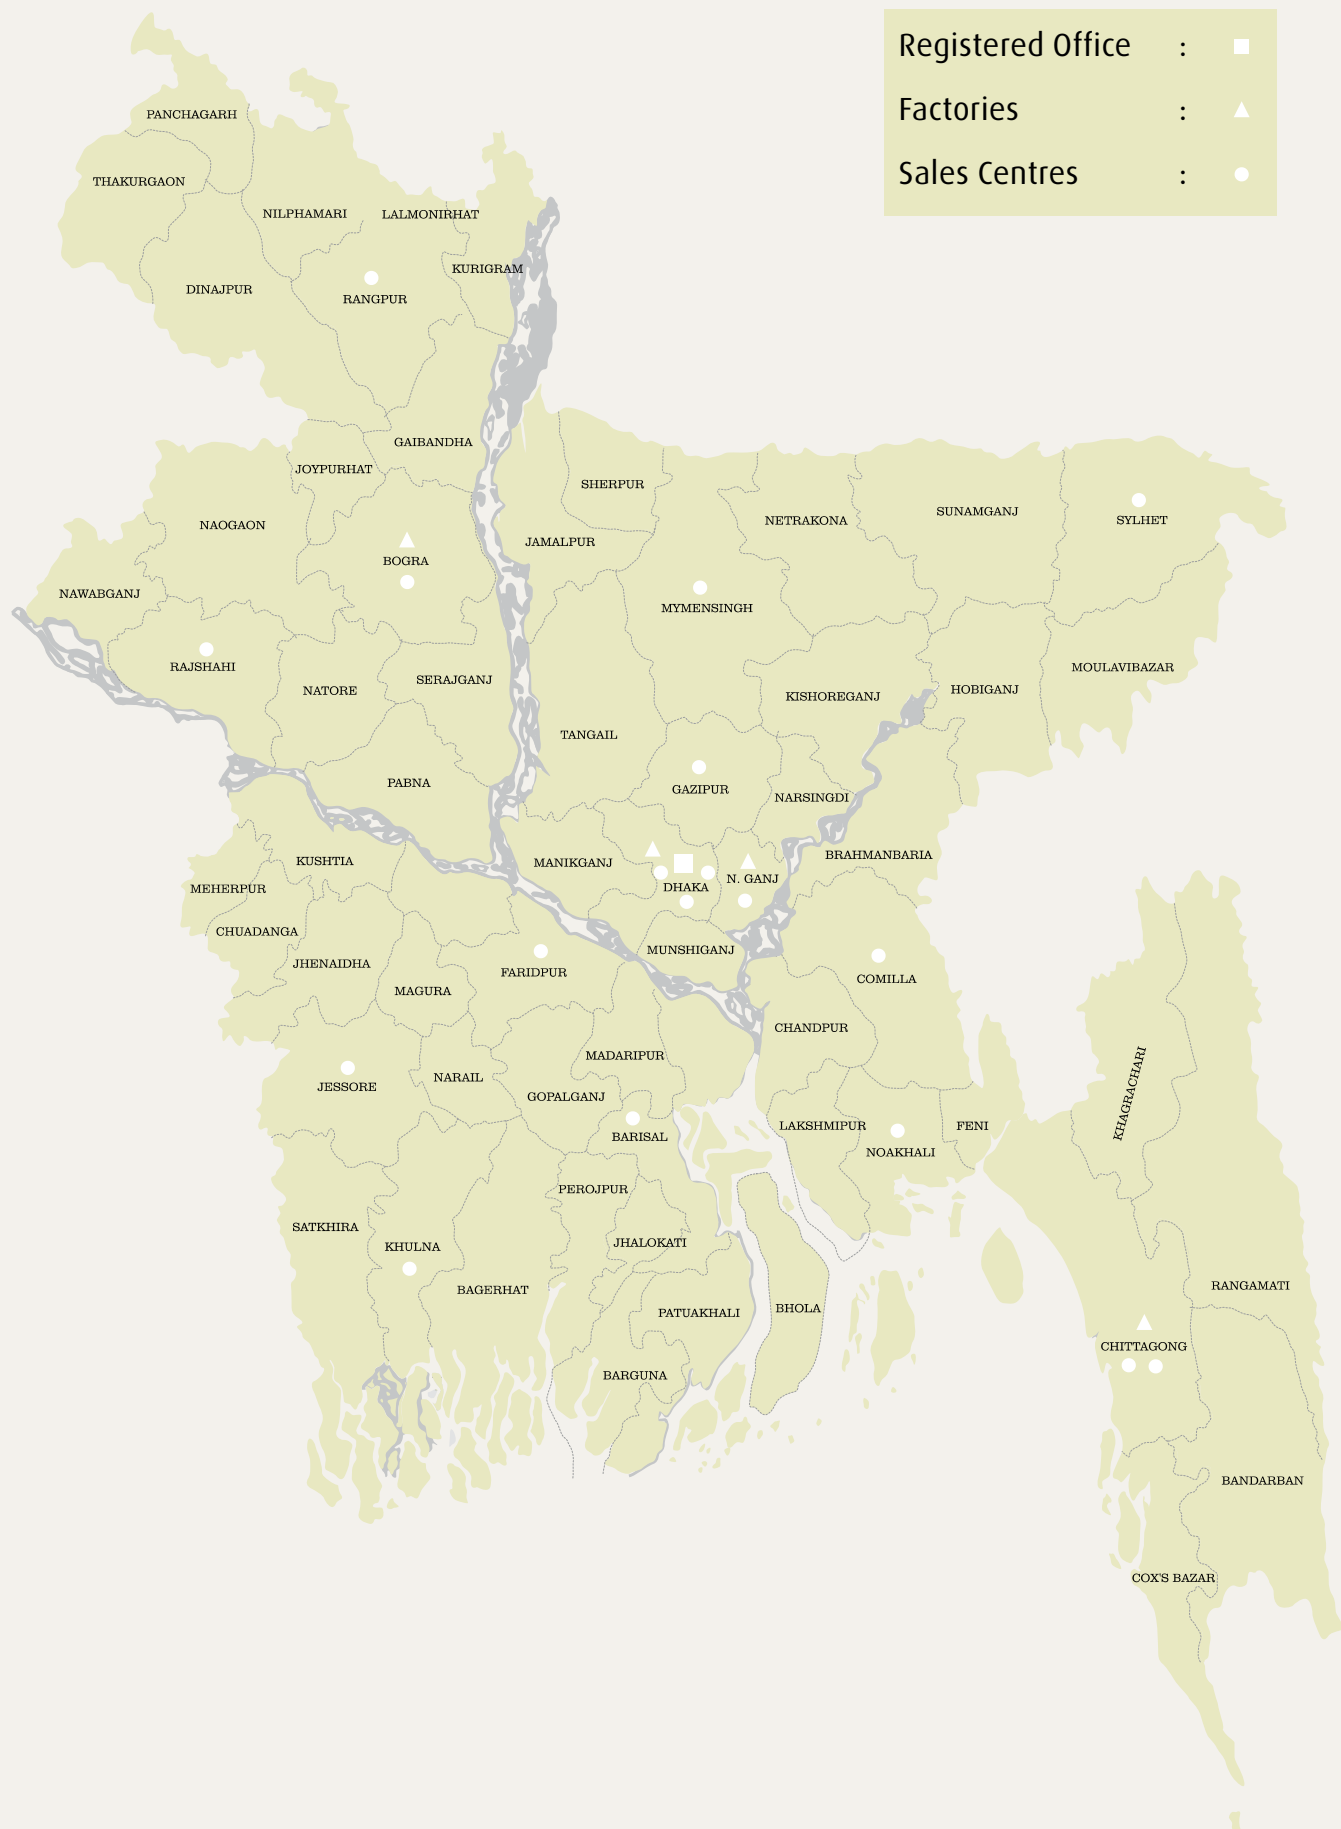 Registered Office :
Factories :
Sales Centres :
PANCHAGARH
THAKURGAON
NILPHAMARI
LALMONIRHAT
KURIGRAM
DINAJPUR
RANGPUR
GAIBANDHA
JOYPURHAT
SHERPUR
NAOGAON
NETRAKONA
SUNAMGANJ
SYLHET
JAMALPUR
BOGRA
NAWABGANJ
MYMENSINGH
RAJSHAHI
MOULAVIBAZAR
SERAJGANJ
NATORE
KISHOREGANJ
HOBIGANJ
TANGAIL
PABNA
GAZIPUR
NARSINGDI
KUSHTIA
MANIKGANJ
BRAHMANBARIA
MEHERPUR
DHAKA
N. GANJ
CHUADANGA
MUNSHIGANJ
JHENAIDHA
FARIDPUR
COMILLA
MAGURA
CHANDPUR
MADARIPUR
JESSORE
NARAIL
GOPALGANJ
KHAGRACHARI
BARISAL
LAKSHMIPUR
FENI
NOAKHALI
PEROJPUR
SATKHIRA
KHULNA
JHALOKATI
BAGERHAT
RANGAMATI
PATUAKHALI
BHOLA
CHITTAGONG
BARGUNA
BANDARBAN
COX'S BAZAR